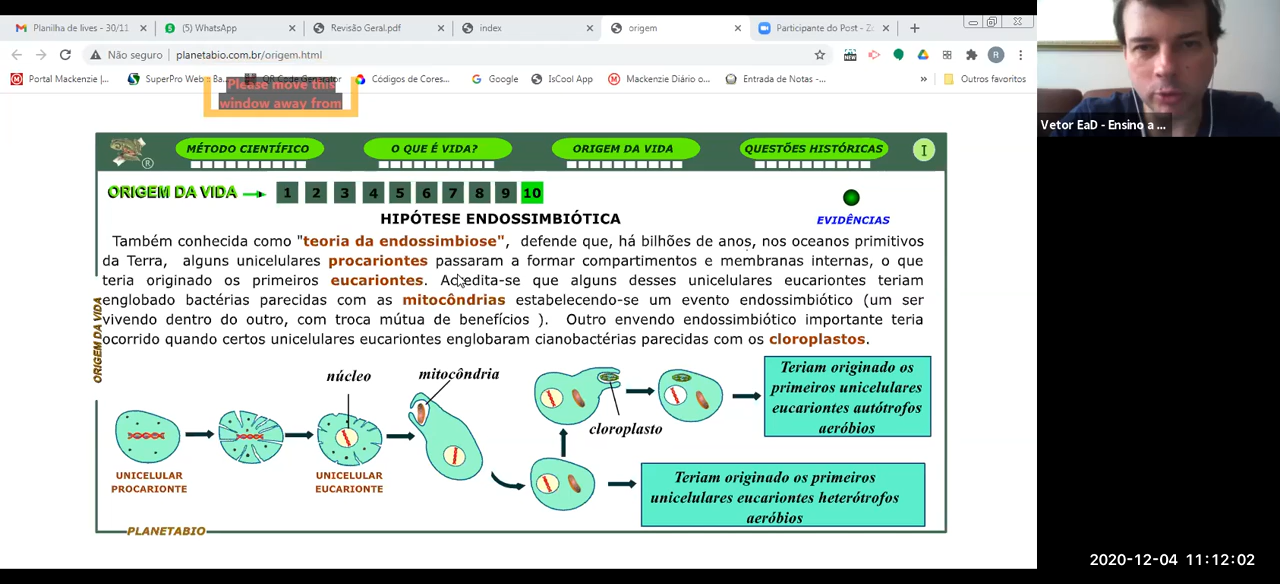 Planilha de lives - 30/11
(5) WhatsApp
Revisão Geral.pdf
index
origem
Participante do Post - Z
Não seguro
planetabio.com.br/origem.html
Portal Mackenzie |
SuperPro Web
Ba...
QR Code Generator
Códigos de Cores...
Google
IsCool App
Mackenzie Diário o...
Entrada de Notas -...
»
Outros favoritos
Please move this
window away from
Vetor EaD - Ensino a ...
MÉTODO CIENTÍFICO
O QUE É VIDA?
ORIGEM DA VIDA
QUESTÕES HISTÓRICAS
I
ORIGEM DA VIDA
1 2 3 4 5 6 7 8 9 10
HIPÓTESE ENDOSSIMBIÓTICA
EVIDÊNCIAS
Também conhecida como "teoria da endossimbiose", defende que, há bilhões de anos, nos oceanos primitivos
da Terra, alguns unicelulares procariontes passaram a formar compartimentos e membranas internas, o que
teria originado os primeiros eucariontes. Acredita-se que alguns desses unicelulares eucariontes teriam
englobado bactérias parecidas com as mitocôndrias estabelecendo-se um evento endossimbiótico (um ser
vivendo dentro do outro, com troca mútua de benefícios ). Outro envendo endossimbiótico importante teria
ocorrido quando certos unicelulares eucariontes englobaram cianobactérias parecidas com os cloroplastos.
ORIGEM DA VIDA
núcleo
mitocôndria
cloroplasto
Teriam originado os
primeiros unicelulares
eucariontes autótrofos
aeróbios
UNICELULAR
PROCARIONTE
UNICELULAR
EUCARIONTE
Teriam originado os primeiros
unicelulares eucariontes heterótrofos
aeróbios
PLANETABIO
2020-12-04 11:12:02